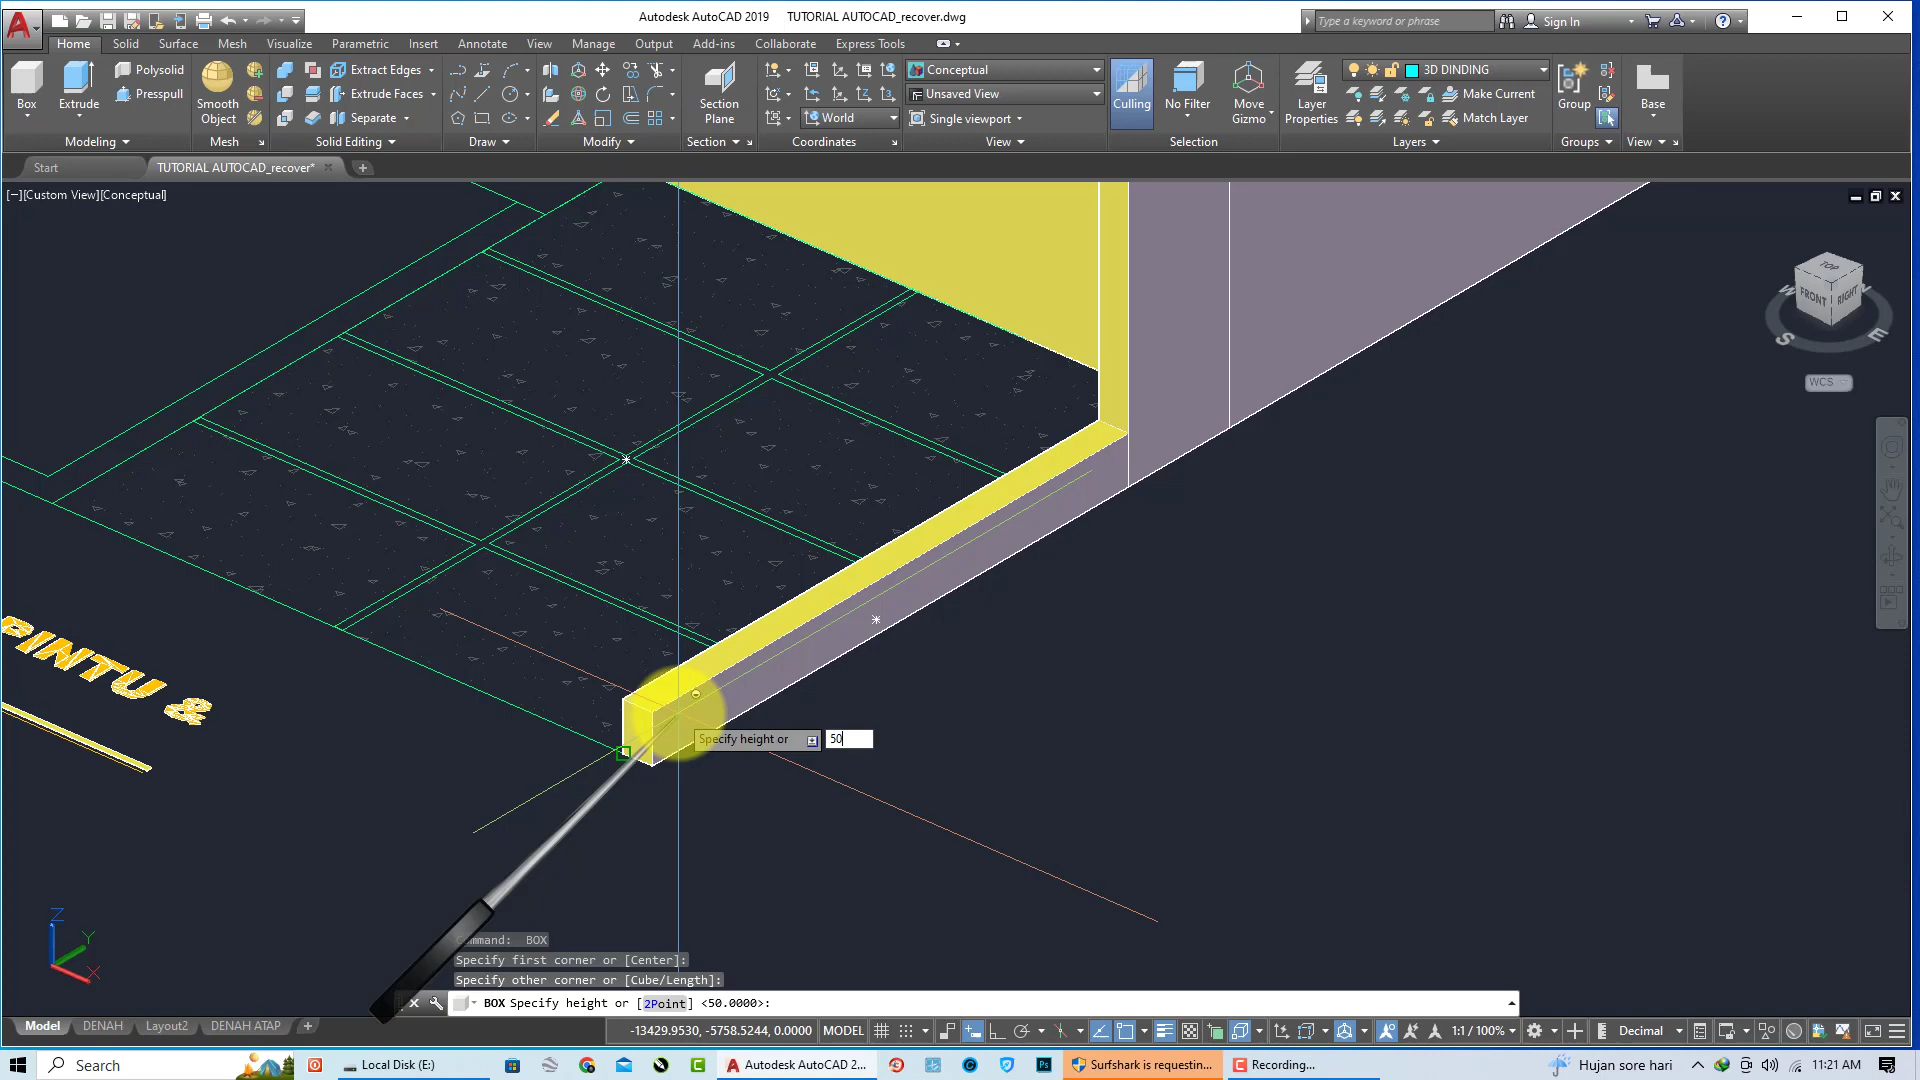 Autodesk AutoCAD 2019 TUTORIAL AUTOCAD_recover.dwg
Type a keyword or phrase
Sign In
Home Solid Surface Mesh Visualize Parametric Insert Annotate View Manage Output Add-ins Collaborate Express Tools
Box
Extrude
Polysolid
Presspull
Smooth Object
Extract Edges
Extrude Faces
Separate
Section Plane
World
Conceptual
Unsaved View
Single viewport
Culling
No Filter
Move Gizmo
Layer Properties
3D DINDING
Make Current
Match Layer
Group
Base
Modeling Mesh Solid Editing Draw Modify Section Coordinates View Selection Layers Groups View
Start TUTORIAL AUTOCAD_recover*
[−][Custom View][Conceptual]
TOP
FRONT RIGHT
W S E
WCS
PINTU &
Specify height or 50
Z
Y
X
Command: BOX
Specify first corner or [Center]:
Specify other corner or [Cube/Length]:
BOX Specify height or [2Point] <50.0000>:
Model DENAH Layout2 DENAH ATAP
-13429.9530, -5758.5244, 0.0000 MODEL 1:1 / 100% Decimal
Search
Local Disk (E:)
Autodesk AutoCAD 2...
Surfshark is requestin...
Recording...
Hujan sore hari
11:21 AM